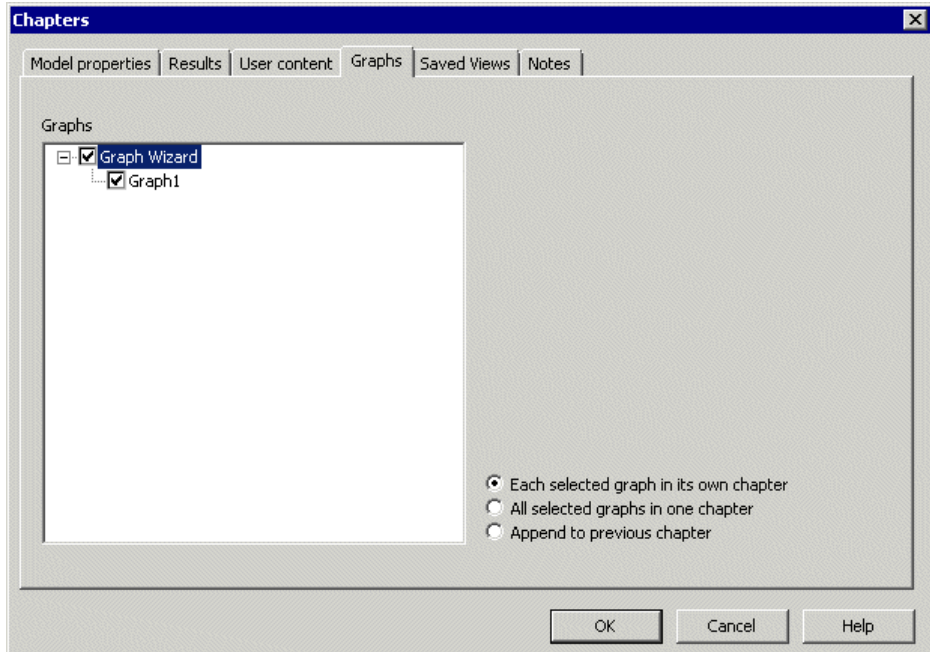 Chapters
Model properties Results User content Graphs Saved Views Notes
Graphs
Graph Wizard
Graph1
Each selected graph in its own chapter
All selected graphs in one chapter
Append to previous chapter
OK Cancel Help